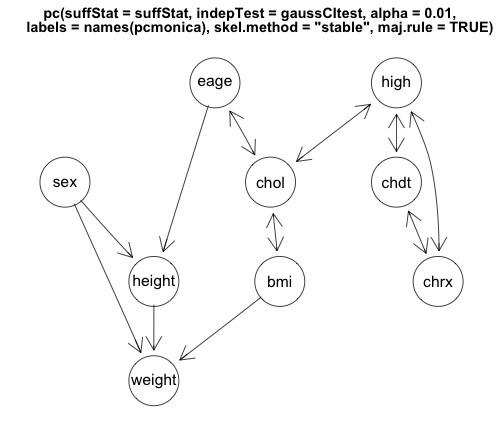 pc(suffStat = suffStat, indepTest = gaussCItest, alpha = 0.01,
labels = names(pcmonica), skel.method = "stable", maj.rule = TRUE)
eage
high
sex
chol
chdt
height
bmi
chrx
weight